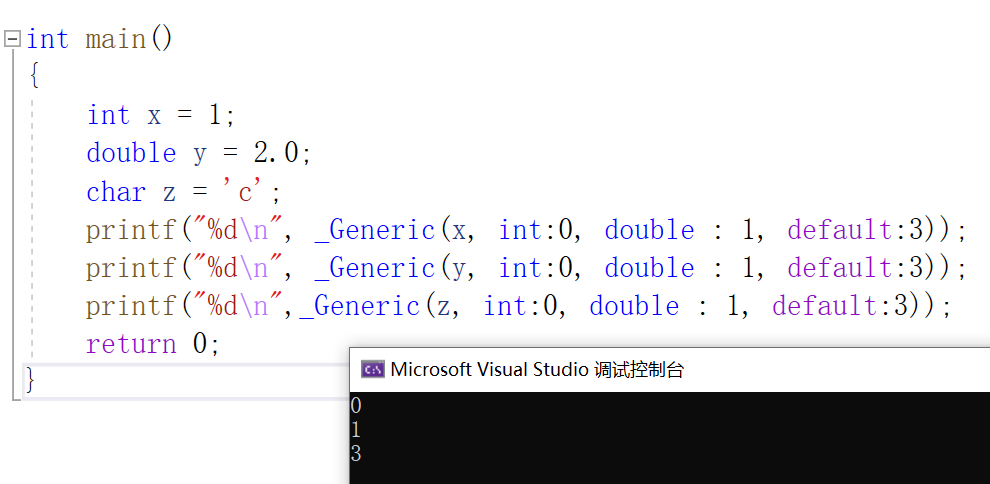 int main()
{
int x = 1;
double y = 2.0;
char z = 'c';
printf("%d\n", _Generic(x, int:0, double : 1, default:3));
printf("%d\n", _Generic(y, int:0, double : 1, default:3));
printf("%d\n",_Generic(z, int:0, double : 1, default:3));
return 0;
}
Microsoft Visual Studio 调试控制台
0
1
3